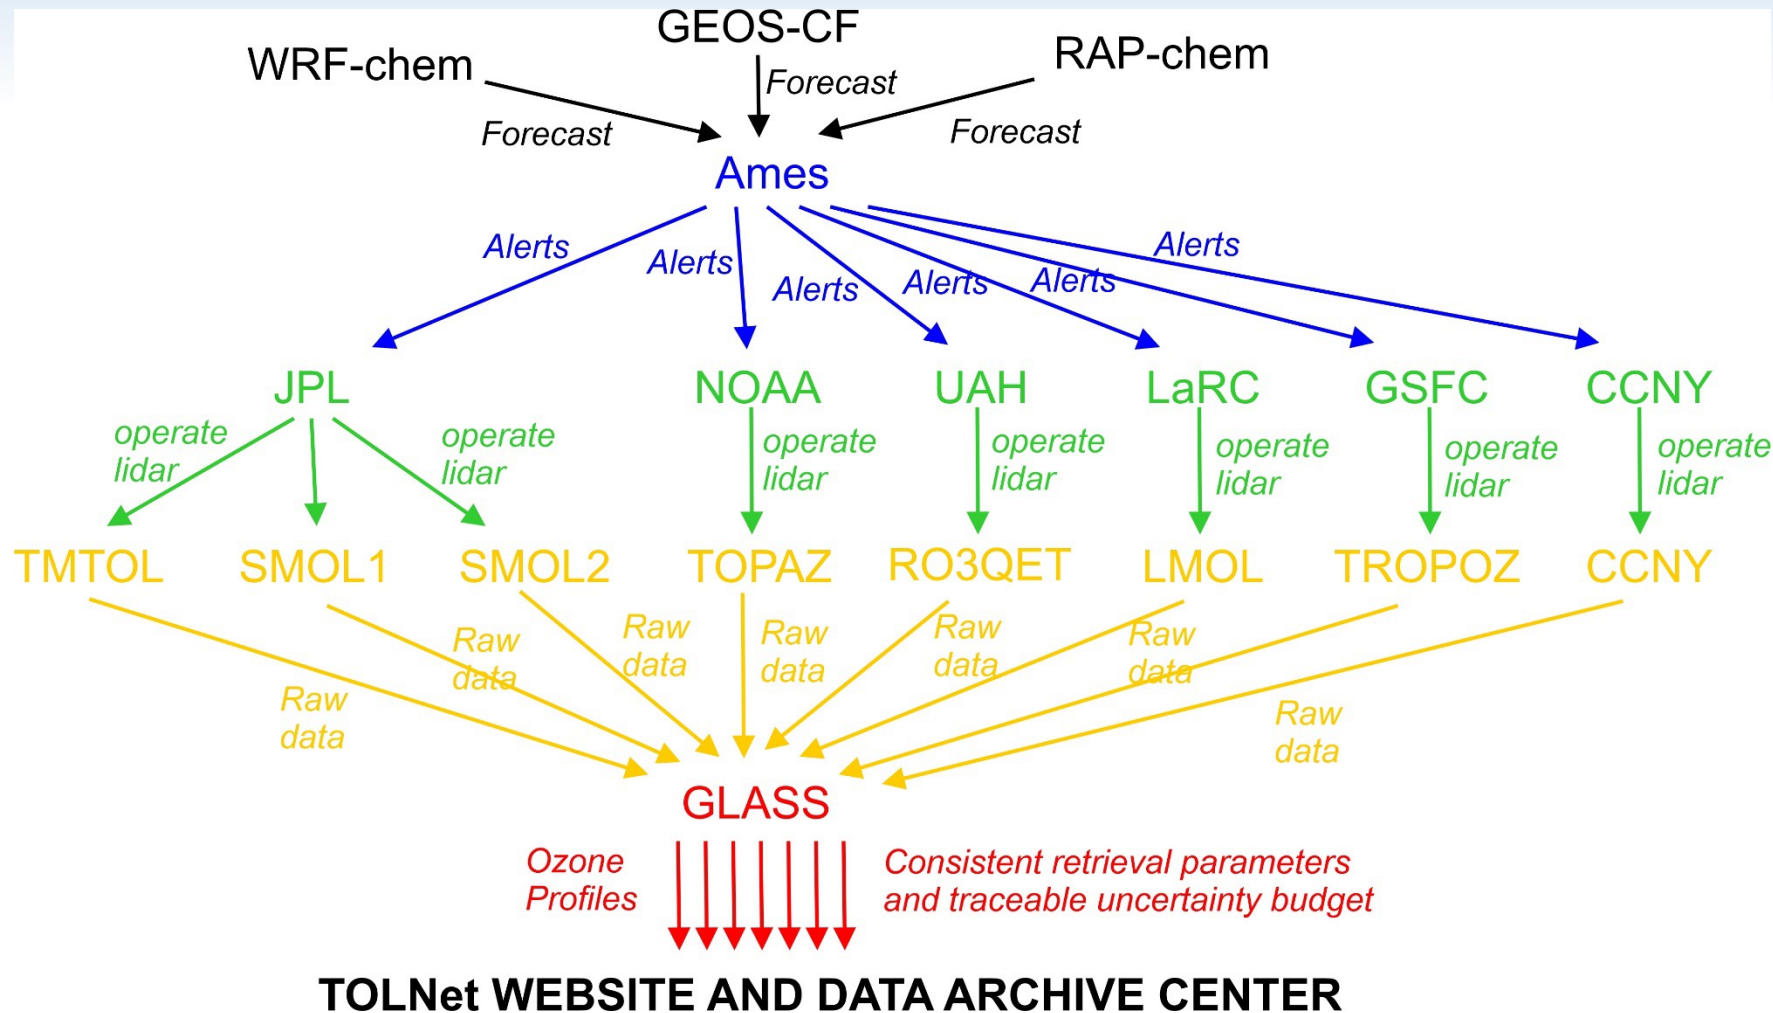 GEOS-CF
WRF-chem
RAP-chem
Forecast
Forecast
Forecast
Ames
Alerts
Alerts
Alerts
Alerts
Alerts
Alerts
JPL
NOAA
UAH
LaRC
GSFC
CCNY
operate
lidar
operate
lidar
operate
lidar
operate
lidar
operate
lidar
operate
lidar
operate
lidar
TMTOL
SMOL1
SMOL2
TOPAZ
RO3QET
LMOL
TROPOZ
CCNY
Raw
data
Raw
data
Raw
data
Raw
data
Raw
data
Raw
data
Raw
data
GLASS
Ozone
Profiles
Consistent retrieval parameters
and traceable uncertainty budget
TOLNet WEBSITE AND DATA ARCHIVE CENTER